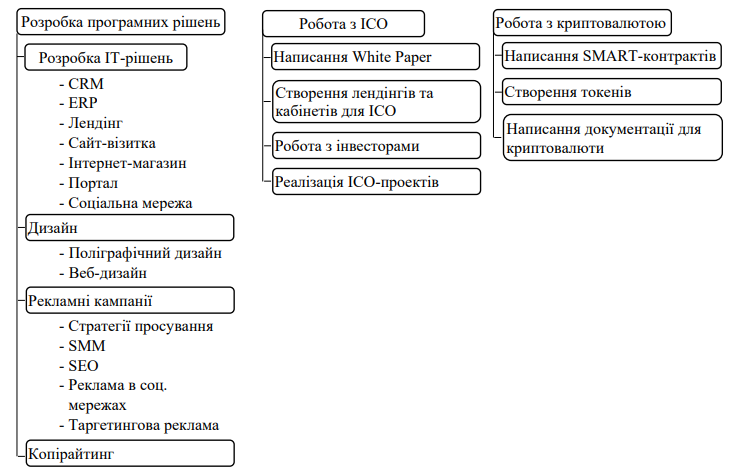 Розробка програмних рішень
Розробка ІТ-рішень
- CRM
- ERP
- Лендінг
- Сайт-візитка
- Інтернет-магазин
- Портал
- Соціальна мережа
Дизайн
- Поліграфічний дизайн
- Веб-дизайн
Рекламні кампанії
- Стратегії просування
- SMM
- SEO
- Реклама в соц.
мережах
- Таргетингова реклама
Копірайтинг
Робота з ICO
Написання White Paper
Створення лендінгів та
кабінетів для ICO
Робота з інвесторами
Реалізація ICO-проектів
Робота з криптовалютою
Написання SMART-контрактів
Створення токенів
Написання документації для
криптовалюти